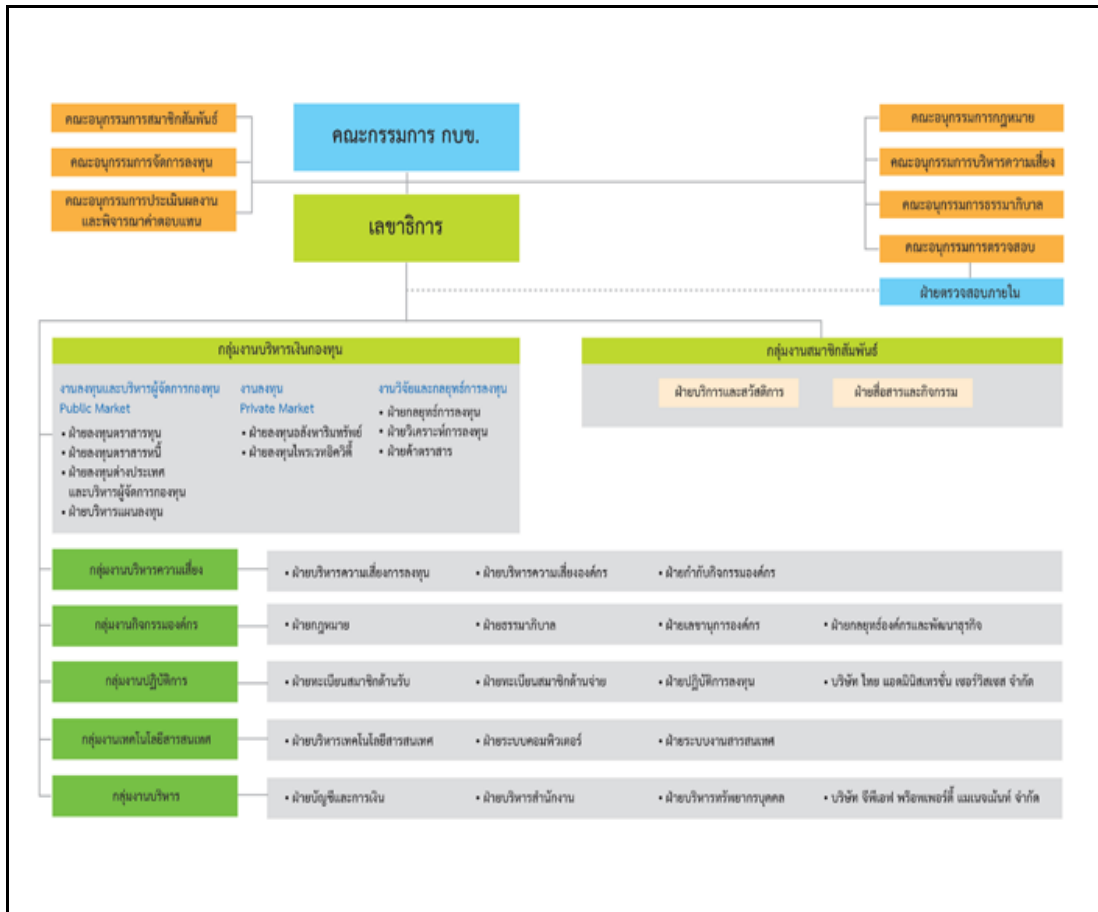 คณะอนุกรรมการสมาชิกสัมพันธ์
คณะอนุกรรมการจัดการลงทุน
คณะอนุกรรมการประเมินผลงาน
และพิจารณาค่าตอบแทน
คณะกรรมการ กบข.
เลขาธิการ
คณะอนุกรรมการกฎหมาย
คณะอนุกรรมการบริหารความเสี่ยง
คณะอนุกรรมการธรรมาภิบาล
คณะอนุกรรมการตรวจสอบ
ฝ่ายตรวจสอบภายใน
กลุ่มงานบริหารเงินกองทุน
งานลงทุนและบริหารผู้จัดการกองทุน
Public Market
• ฝ่ายลงทุนตราสารทุน
• ฝ่ายลงทุนตราสารหนี้
• ฝ่ายลงทุนต่างประเทศ
และบริหารผู้จัดการกองทุน
• ฝ่ายบริหารแผนลงทุน
งานลงทุน
Private Market
• ฝ่ายลงทุนอสังหาริมทรัพย์
• ฝ่ายลงทุนไพรเวทอิควิตี้
งานวิจัยและกลยุทธ์การลงทุน
• ฝ่ายกลยุทธ์การลงทุน
• ฝ่ายวิเคราะห์การลงทุน
• ฝ่ายค้าตราสาร
กลุ่มงานสมาชิกสัมพันธ์
ฝ่ายบริการและสวัสดิการ
ฝ่ายสื่อสารและกิจกรรม
กลุ่มงานบริหารความเสี่ยง
• ฝ่ายบริหารความเสี่ยงการลงทุน
• ฝ่ายบริหารความเสี่ยงองค์กร
• ฝ่ายกำกับกิจกรรมองค์กร
กลุ่มงานกิจกรรมองค์กร
• ฝ่ายกฎหมาย
• ฝ่ายธรรมาภิบาล
• ฝ่ายเลขานุการองค์กร
• ฝ่ายกลยุทธ์องค์กรและพัฒนาธุรกิจ
กลุ่มงานปฏิบัติการ
• ฝ่ายทะเบียนสมาชิกด้านรับ
• ฝ่ายทะเบียนสมาชิกด้านจ่าย
• ฝ่ายปฏิบัติการลงทุน
• บริษัท ไทย แอดมินิสเทรชั่น เซอร์วิสเซส จำกัด
กลุ่มงานเทคโนโลยีสารสนเทศ
• ฝ่ายบริหารเทคโนโลยีสารสนเทศ
• ฝ่ายระบบคอมพิวเตอร์
• ฝ่ายระบบงานสารสนเทศ
กลุ่มงานบริหาร
• ฝ่ายบัญชีและการเงิน
• ฝ่ายบริหารสำนักงาน
• ฝ่ายบริหารทรัพยากรบุคคล
• บริษัท จีพีเอฟ พร็อพเพอร์ตี้ แมเนจเม้นท์ จำกัด